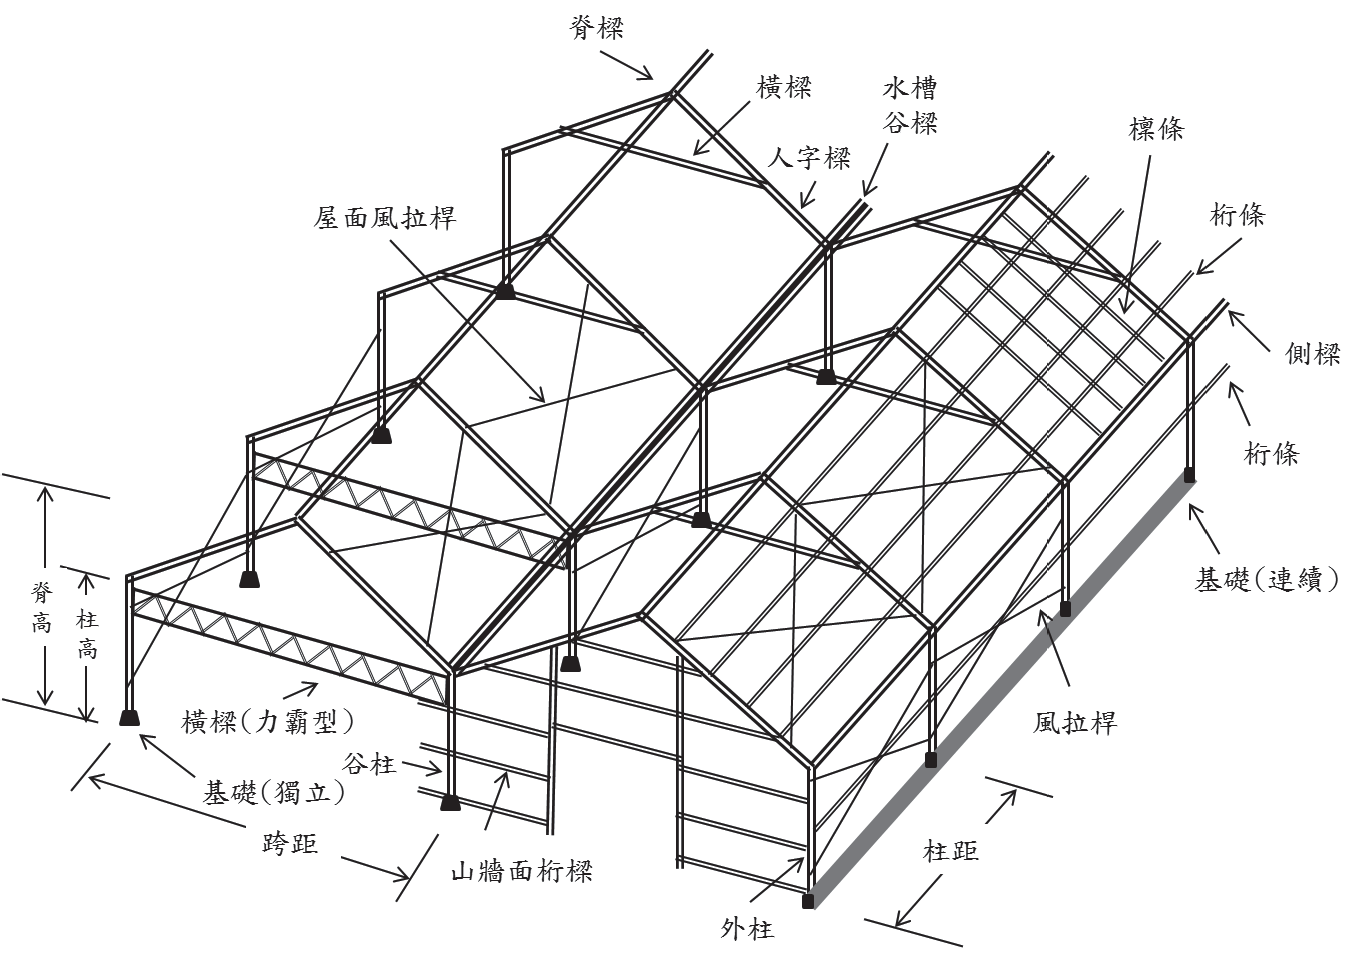 脊樑
橫樑
水槽
谷樑
檁條
人字樑
屋面風拉桿
桁條
側樑
桁條
基礎(連續)
脊高
柱高
橫樑(力霸型)
風拉桿
谷柱
基礎(獨立)
跨距
山牆面桁樑
柱距
外柱